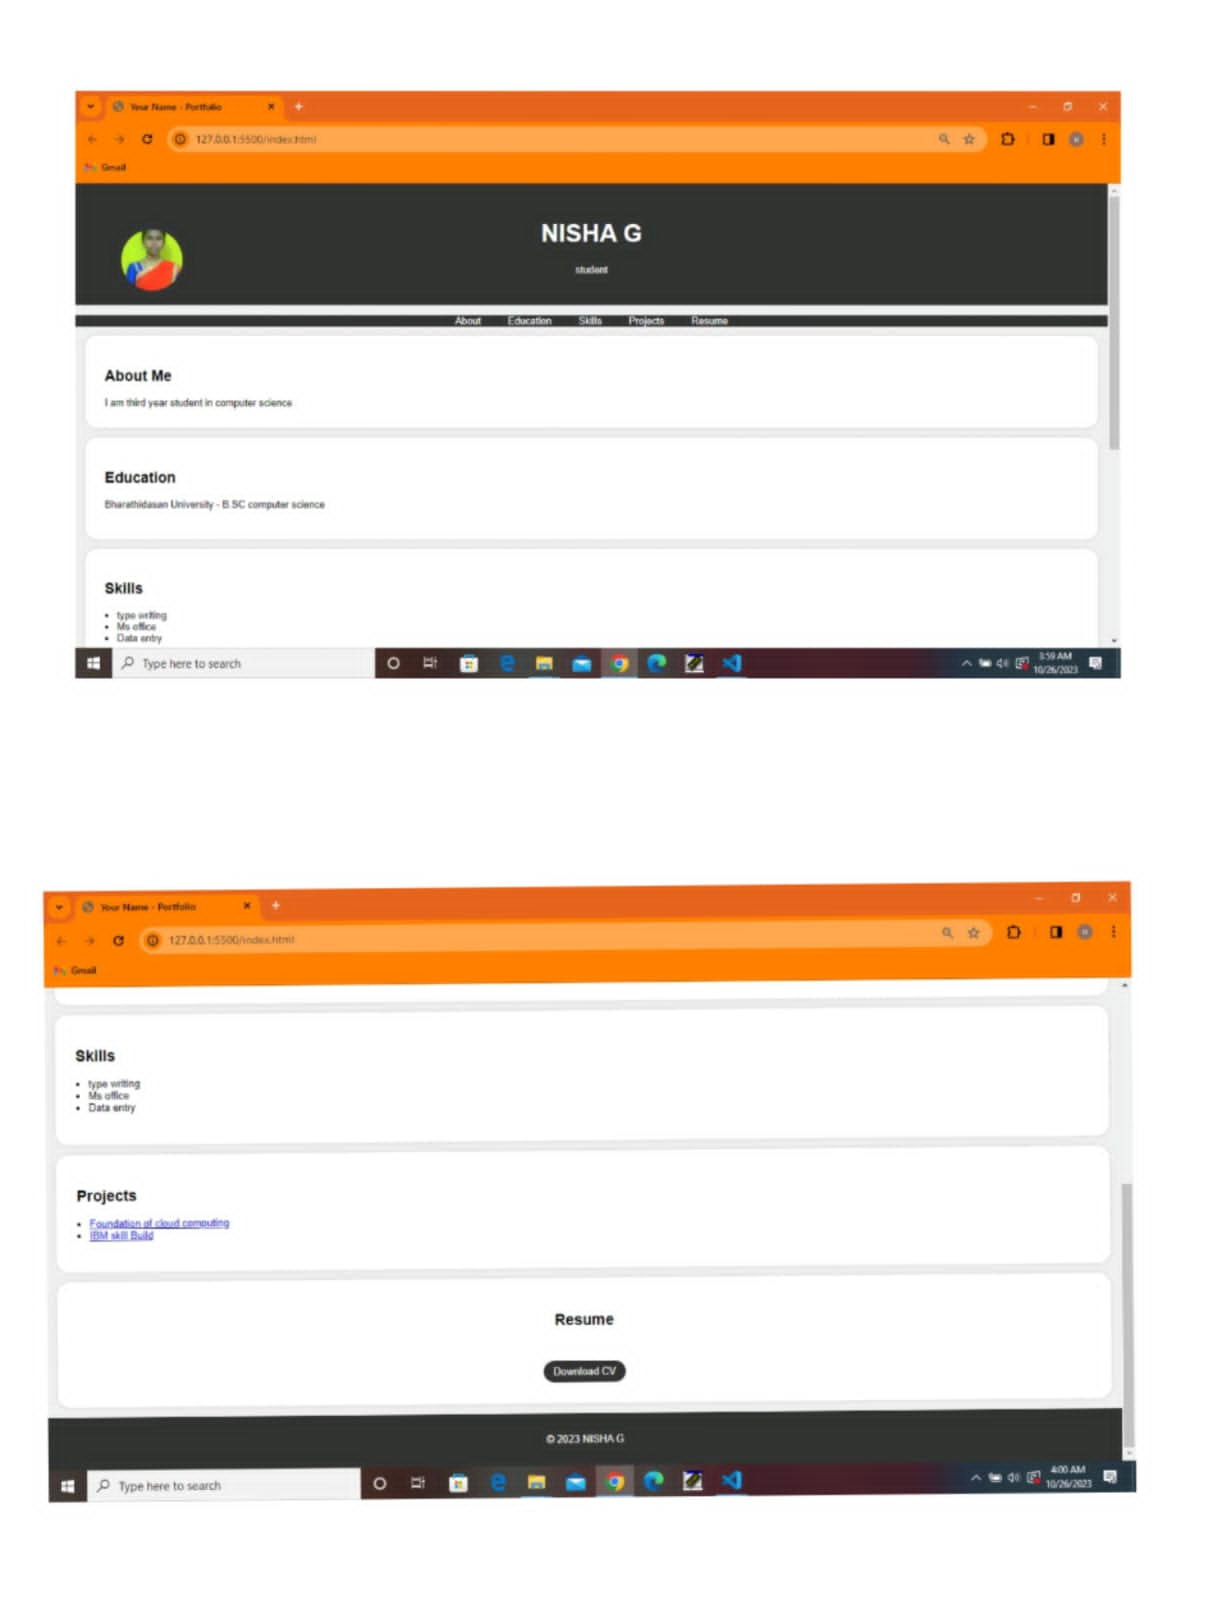 Your Name - Portfolio
127.0.0.1:5500/index.html
Gmail
NISHA G
student
About Education Skills Projects Resume
About Me
I am third year student in computer science
Education
Bharathidasan University - B.SC computer science
Skills
type writing
Ms office
Data entry
Type here to search
3:59 AM
10/26/2023
Your Name - Portfolio
127.0.0.1:5500/index.html
Gmail
Skills
type writing
Ms office
Data entry
Projects
Foundation of cloud computing
IBM skill Build
Resume
Download CV
© 2023 NISHA G
Type here to search
4:00 AM
10/26/2023